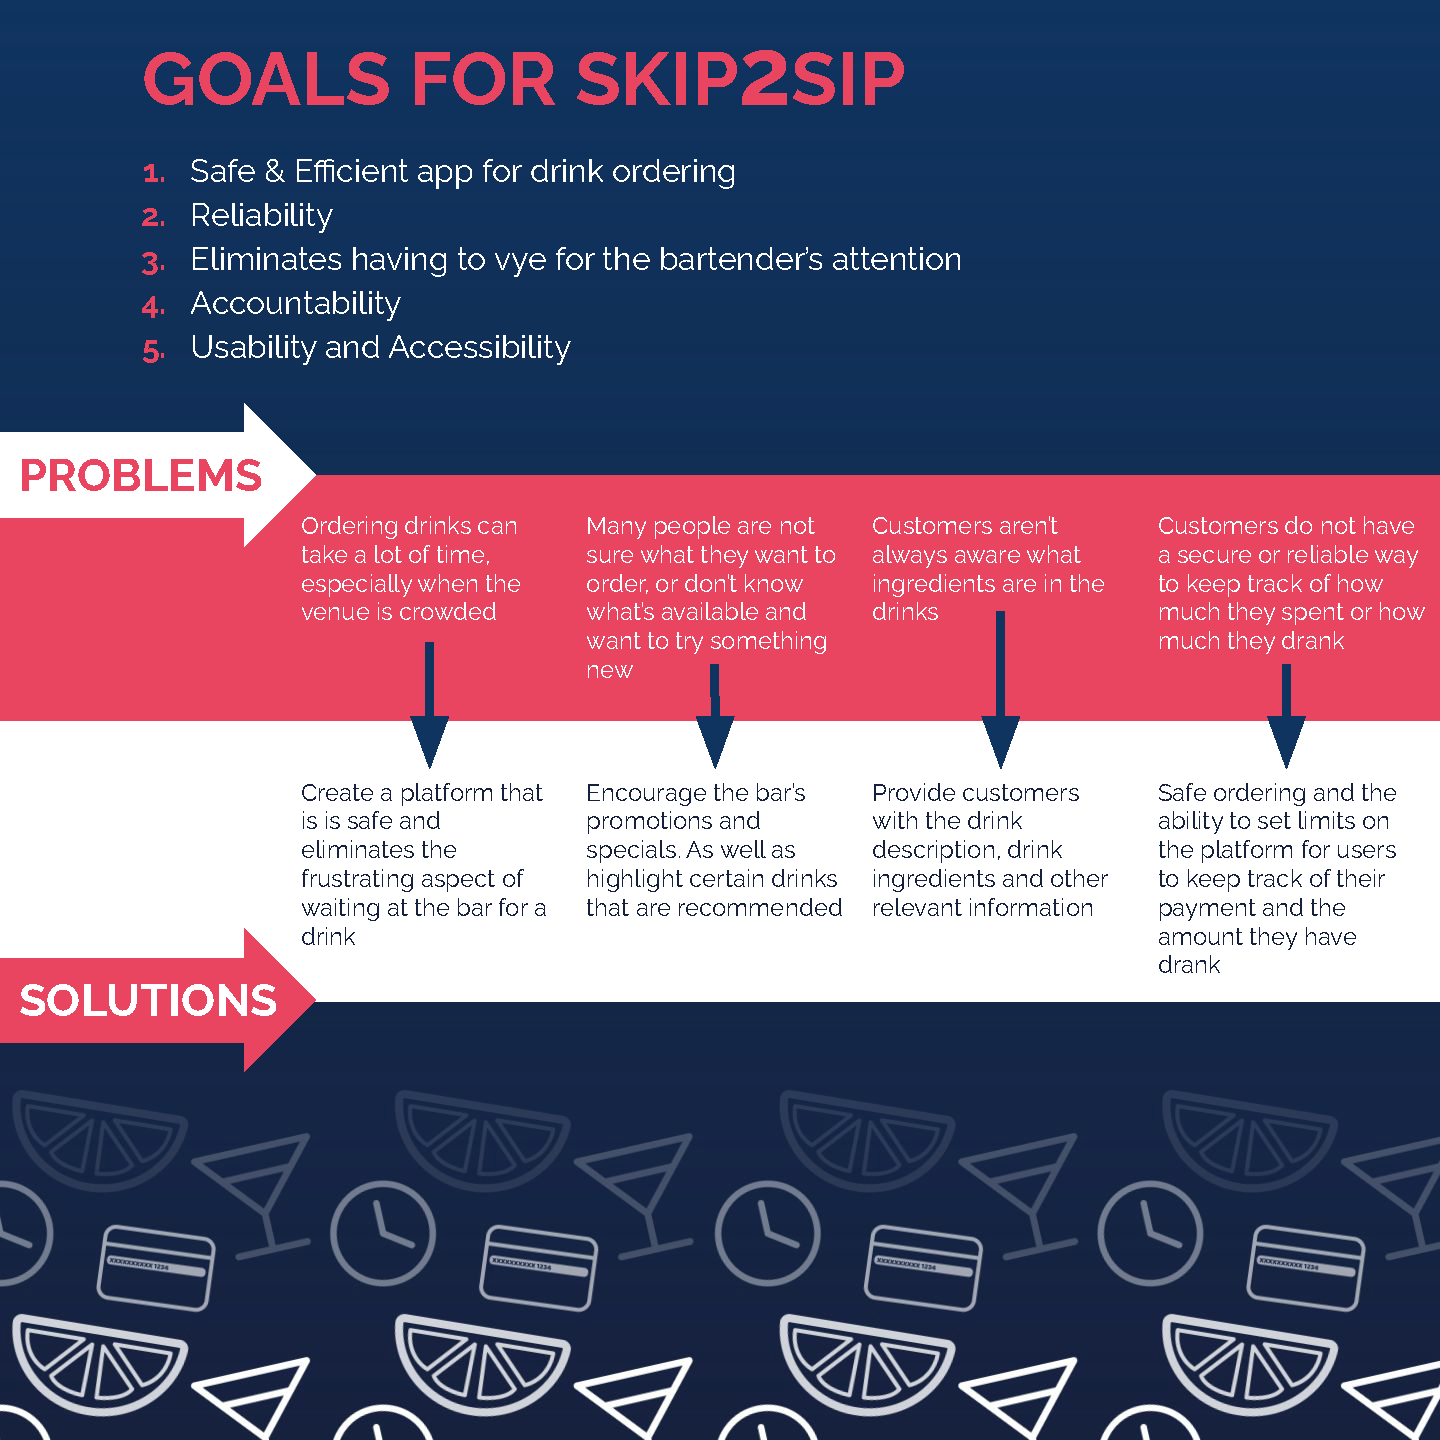 GOALS FOR SKIP2SIP
1. Safe & Efficient app for drink ordering
2. Reliability
3. Eliminates having to vye for the bartender's attention
4. Accountability
5. Usability and Accessibility
PROBLEMS
Ordering drinks can
take a lot of time,
especially when the
venue is crowded
Many people are not
sure what they want to
order, or don't know
what's available and
want to try something
new
Customers aren't
always aware what
ingredients are in the
drinks
Customers do not have
a secure or reliable way
to keep track of how
much they spent or how
much they drank
Create a platform that
is is safe and
eliminates the
frustrating aspect of
waiting at the bar for a
drink
Encourage the bar's
promotions and
specials. As well as
highlight certain drinks
that are recommended
Provide customers
with the drink
description, drink
ingredients and other
relevant information
Safe ordering and the
ability to set limits on
the platform for users
to keep track of their
payment and the
amount they have
drank
SOLUTIONS
XXXXXXXXXX 1234
XXXXXXXXXX 1234
XXXXXXXXXX 1234
XXXXXXXXXX 1234